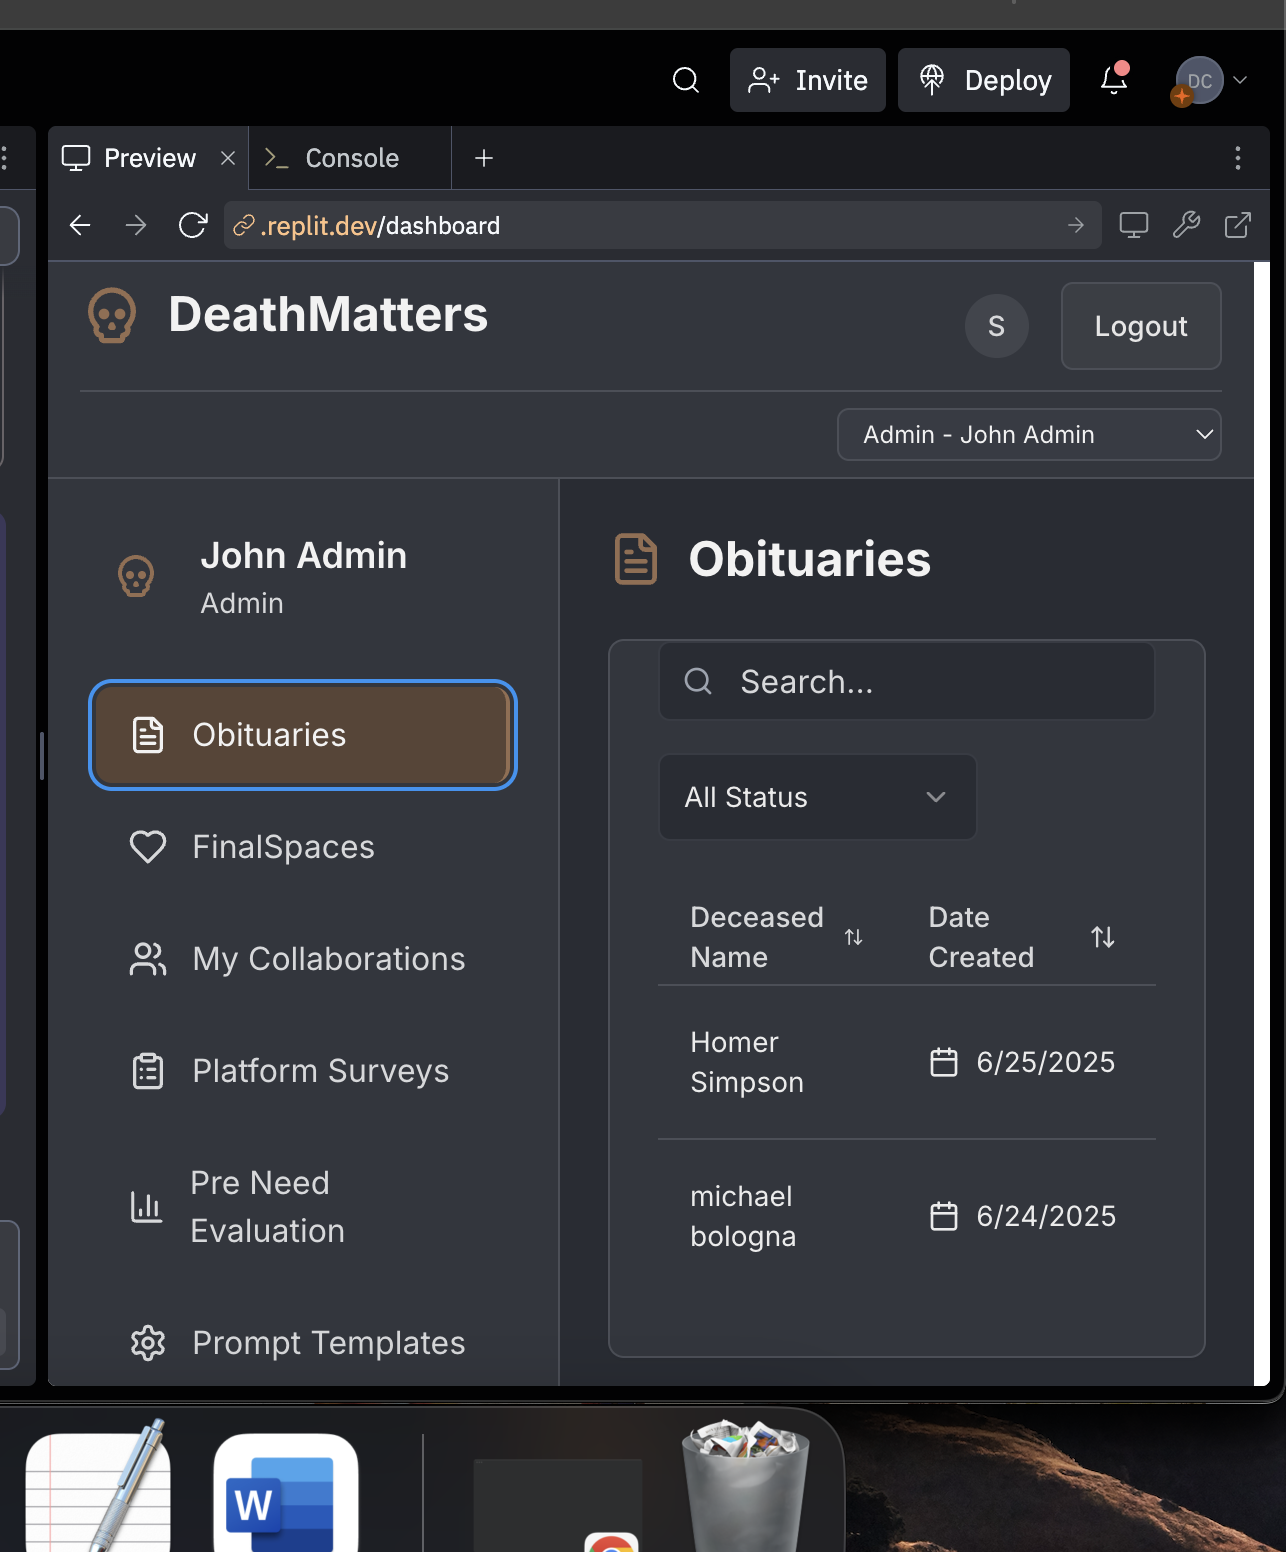 Invite
Deploy
DC
Preview
Console
.replit.dev/dashboard
DeathMatters
S
Logout
Admin - John Admin
John Admin
Admin
Obituaries
FinalSpaces
My Collaborations
Platform Surveys
Pre Need
Evaluation
Prompt Templates
Obituaries
Search...
All Status
Deceased
Name
Date
Created
Homer
Simpson
6/25/2025
michael
bologna
6/24/2025
W